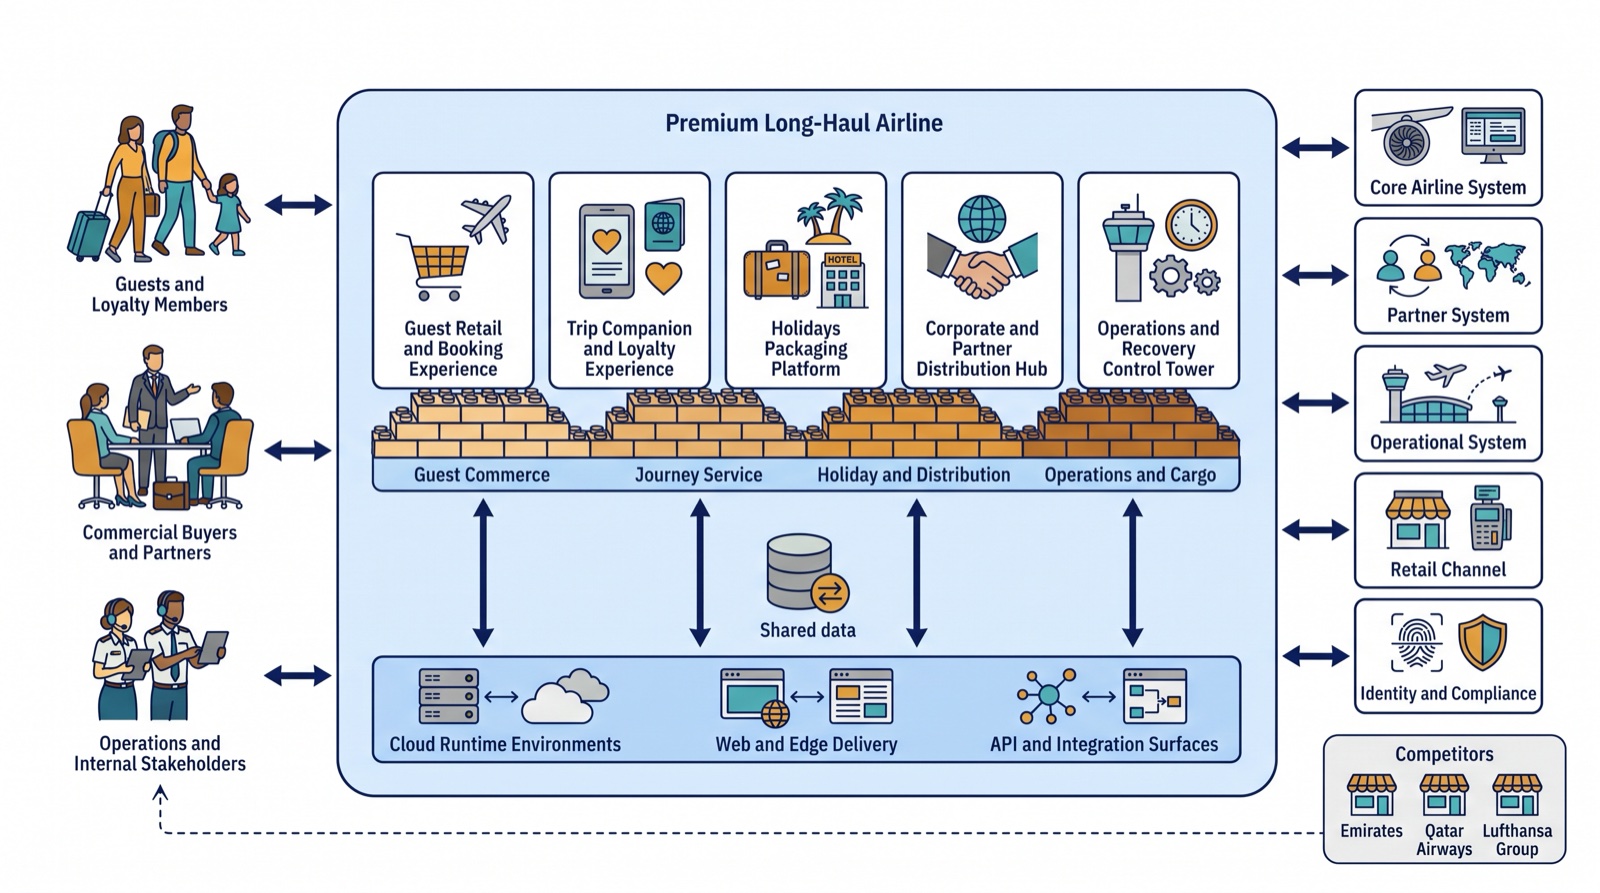 Premium Long-Haul Airline
Guests and
Loyalty Members
Commercial Buyers
and Partners
Operations and
Internal Stakeholders
Guest Retail
and Booking
Experience
Trip Companion
and Loyalty
Experience
HOTEL
Holidays
Packaging
Platform
Corporate and
Partner
Distribution Hub
Operations and
Recovery
Control Tower
Guest Commerce
Journey Service
Holiday and Distribution
Operations and Cargo
Shared data
Cloud Runtime Environments
Web and Edge Delivery
API and Integration Surfaces
Core Airline System
Partner System
Operational System
Retail Channel
Identity and Compliance
Competitors
Emirates
Qatar
Airways
Lufthansa
Group